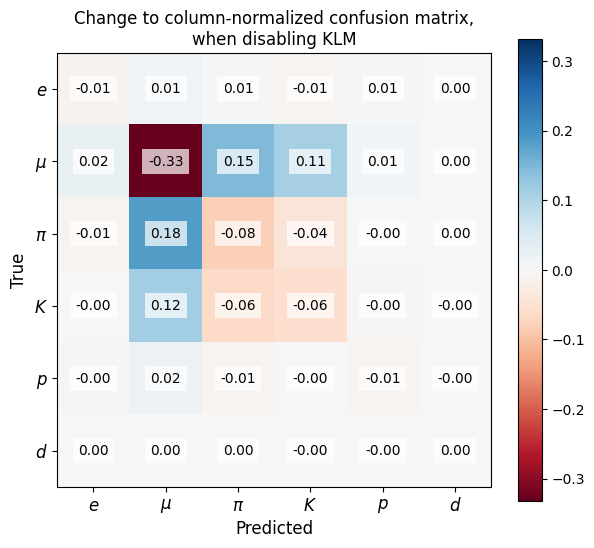 Change to column-normalized confusion matrix,
when disabling KLM
e -0.01 0.01 0.01 -0.01 0.01 0.00
μ 0.02 -0.33 0.15 0.11 0.01 0.00
π -0.01 0.18 -0.08 -0.04 -0.00 0.00
K -0.00 0.12 -0.06 -0.06 -0.00 -0.00
p -0.00 0.02 -0.01 -0.00 -0.01 -0.00
d 0.00 0.00 0.00 -0.00 -0.00 0.00
e μ π K p d
Predicted
True
0.3
0.2
0.1
0.0
−0.1
−0.2
−0.3